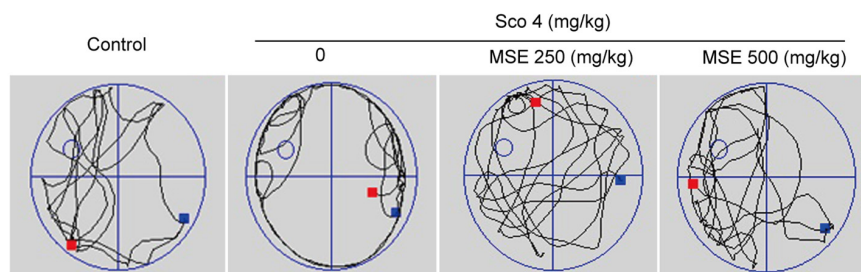 Sco 4 (mg/kg)
Control
0
MSE 250 (mg/kg)
MSE 500 (mg/kg)